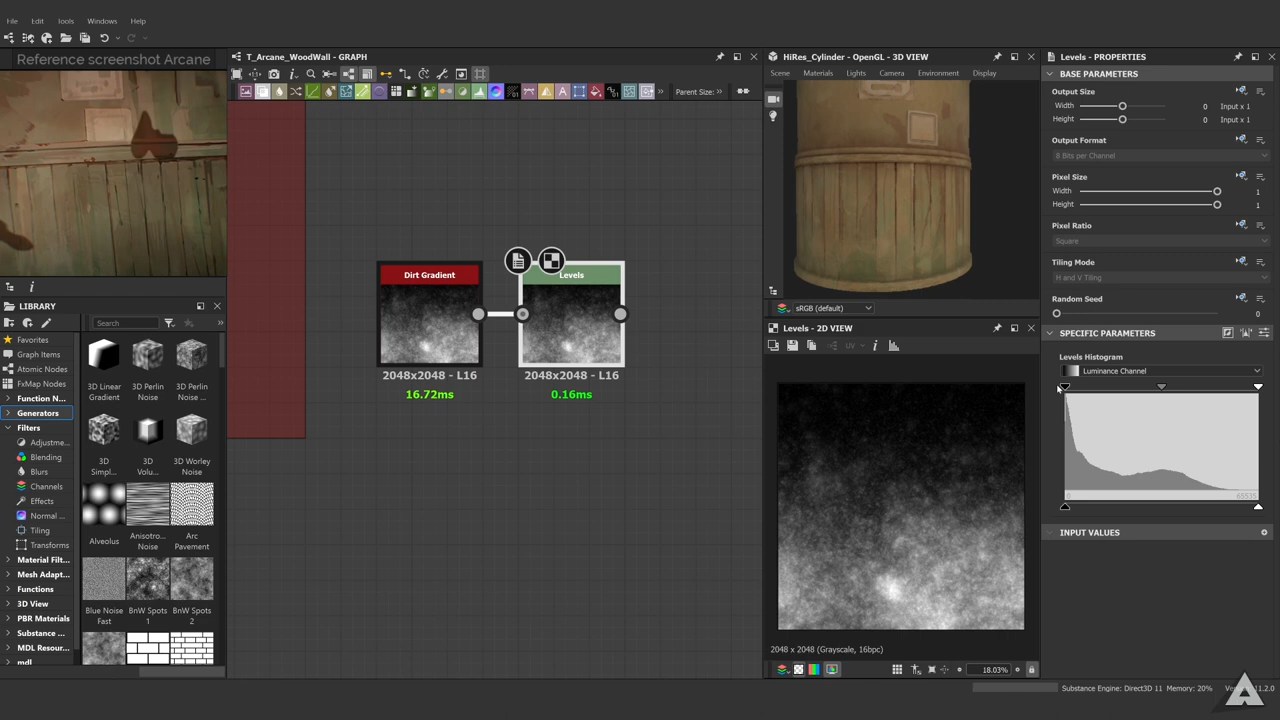 File Edit Tools Windows Help
Reference screenshot Arcane
T_Arcane_WoodWall - GRAPH
Parent Size:
Dirt Gradient
2048x2048 - L16
16.72ms
Levels
2048x2048 - L16
0.16ms
LIBRARY
Search
Favorites
Graph Items
Atomic Nodes
FxMap Nodes
Function N...
Generators
Filters
Adjustme...
Blending
Blurs
Channels
Effects
Normal ...
Tiling
Transforms
Material Filt...
Mesh Adapt...
Functions
3D View
PBR Materials
Substance ...
MDL Resour...
mdl
3D Linear Gradient
3D Perlin Noise
3D Perlin Noise ...
3D Simpl...
3D Volu...
3D Worley Noise
Alveolus
Anisotro... Noise
Arc Pavement
Blue Noise Fast
BnW Spots 1
BnW Spots 2
HiRes_Cylinder - OpenGL - 3D VIEW
Scene Materials Lights Camera Environment Display
sRGB (default)
Levels - 2D VIEW
UV
2048 x 2048 (Grayscale, 16bpc)
18.03%
Levels - PROPERTIES
BASE PARAMETERS
Output Size
Width 0 Input x 1
Height 0 Input x 1
Output Format
8 Bits per Channel
Pixel Size
Width 1
Height 1
Pixel Ratio
Square
Tiling Mode
H and V Tiling
Random Seed
0
SPECIFIC PARAMETERS
Levels Histogram
Luminance Channel
0 65535
INPUT VALUES
Substance Engine: Direct3D 11 Memory: 20%